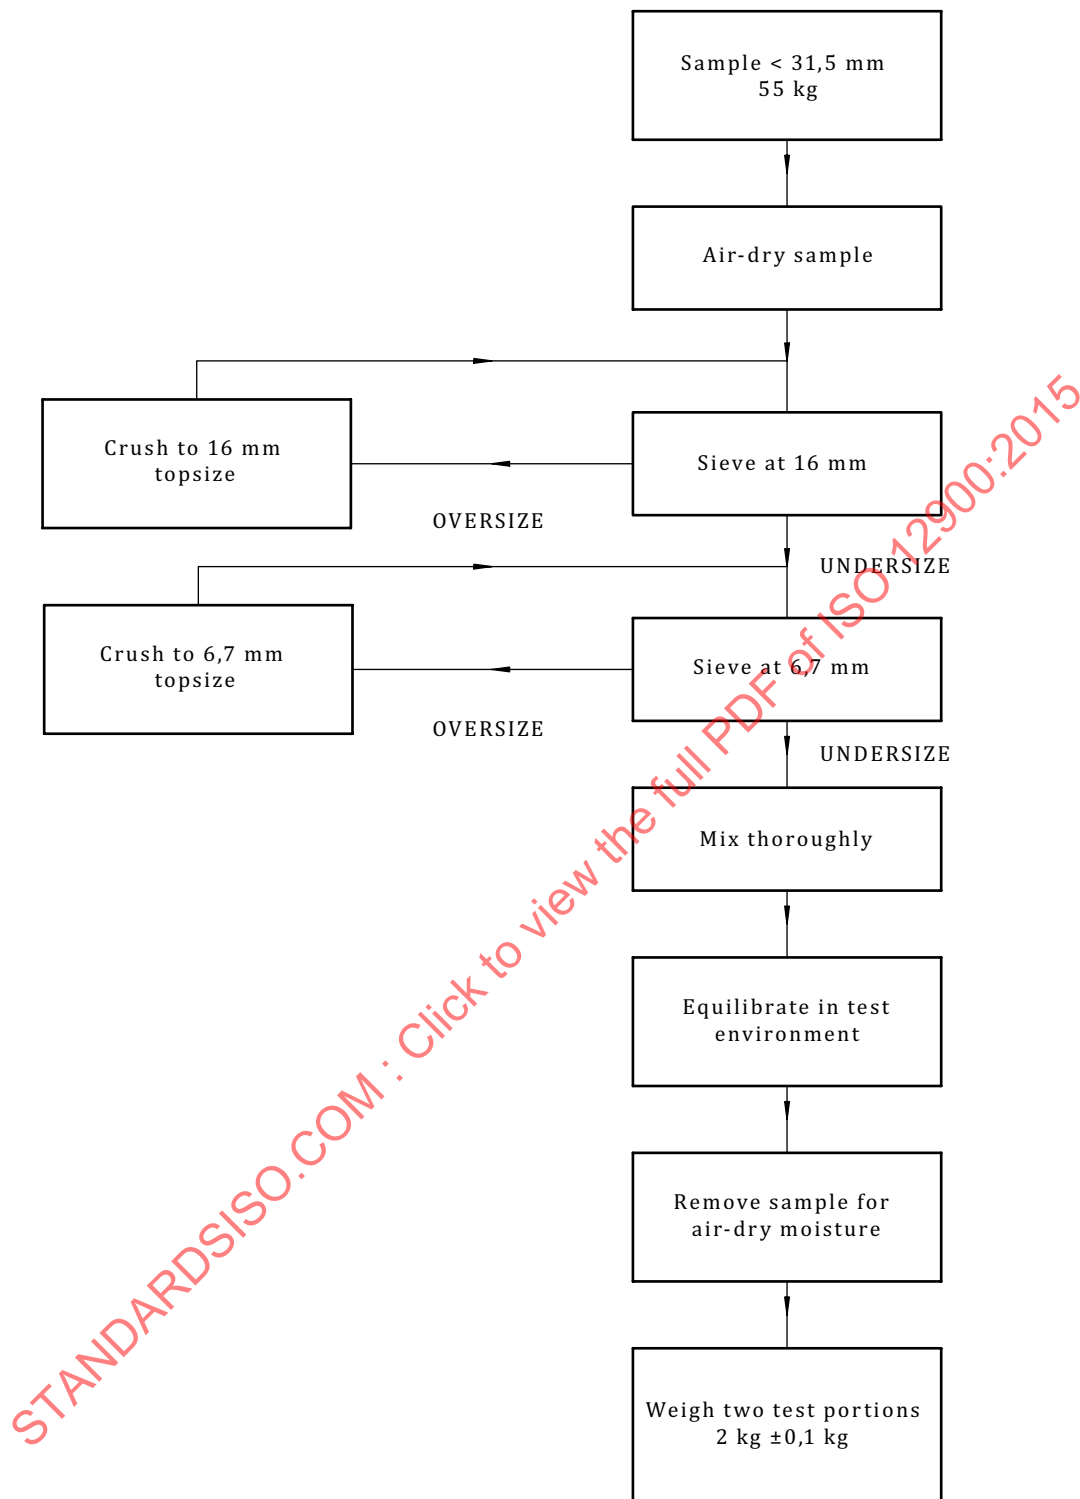 Sample < 31,5 mm
55 kg
Air-dry sample
Crush to 16 mm
topsize
Sieve at 16 mm
OVERSIZE
UNDERSIZE
Crush to 6,7 mm
topsize
Sieve at 6,7 mm
OVERSIZE
UNDERSIZE
Mix thoroughly
Equilibrate in test
environment
Remove sample for
air-dry moisture
Weigh two test portions
2 kg ±0,1 kg
STANDARDSISO.COM : Click to view the full PDF of ISO 12900:2015